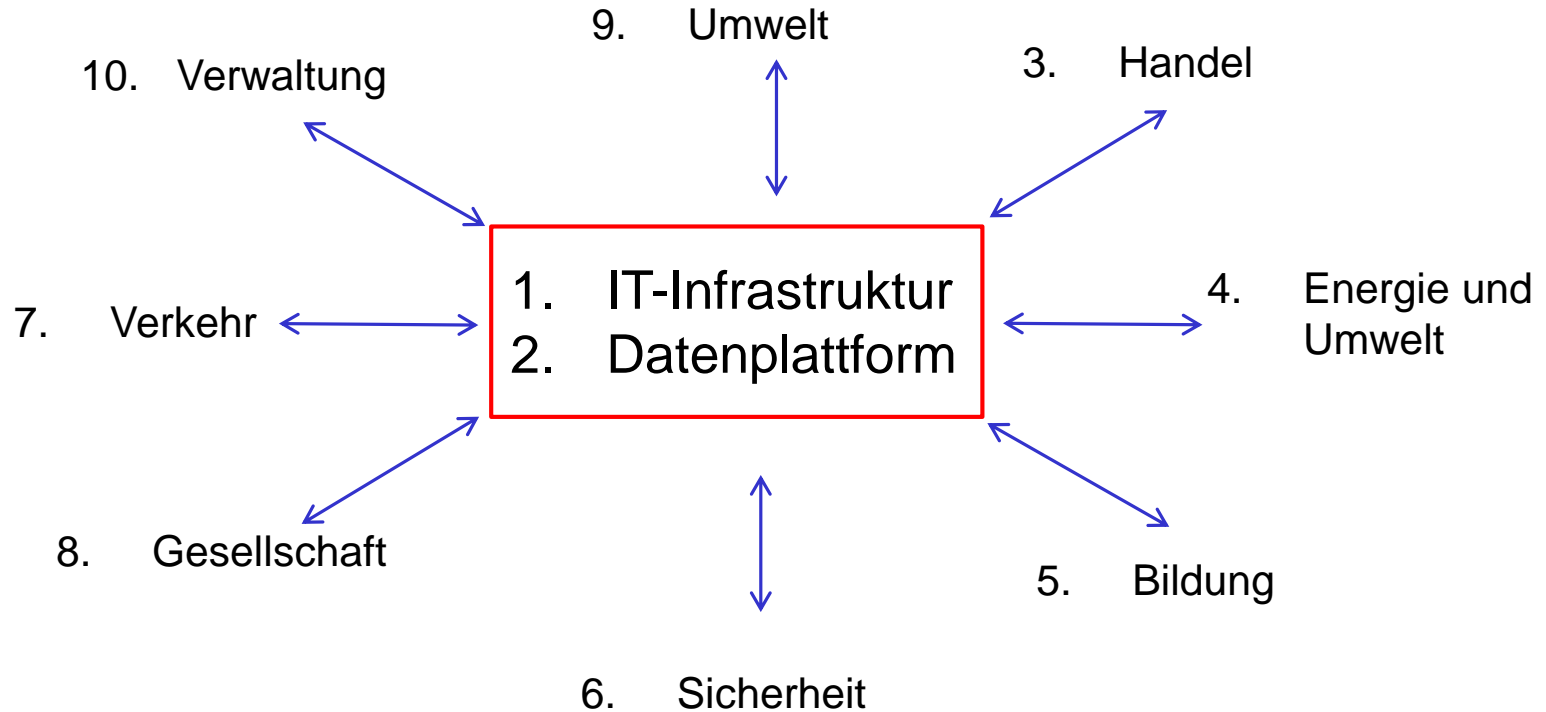 9. Umwelt
10. Verwaltung
3. Handel
1. IT-Infrastruktur
2. Datenplattform
7. Verkehr
4. Energie und
Umwelt
8. Gesellschaft
5. Bildung
6. Sicherheit